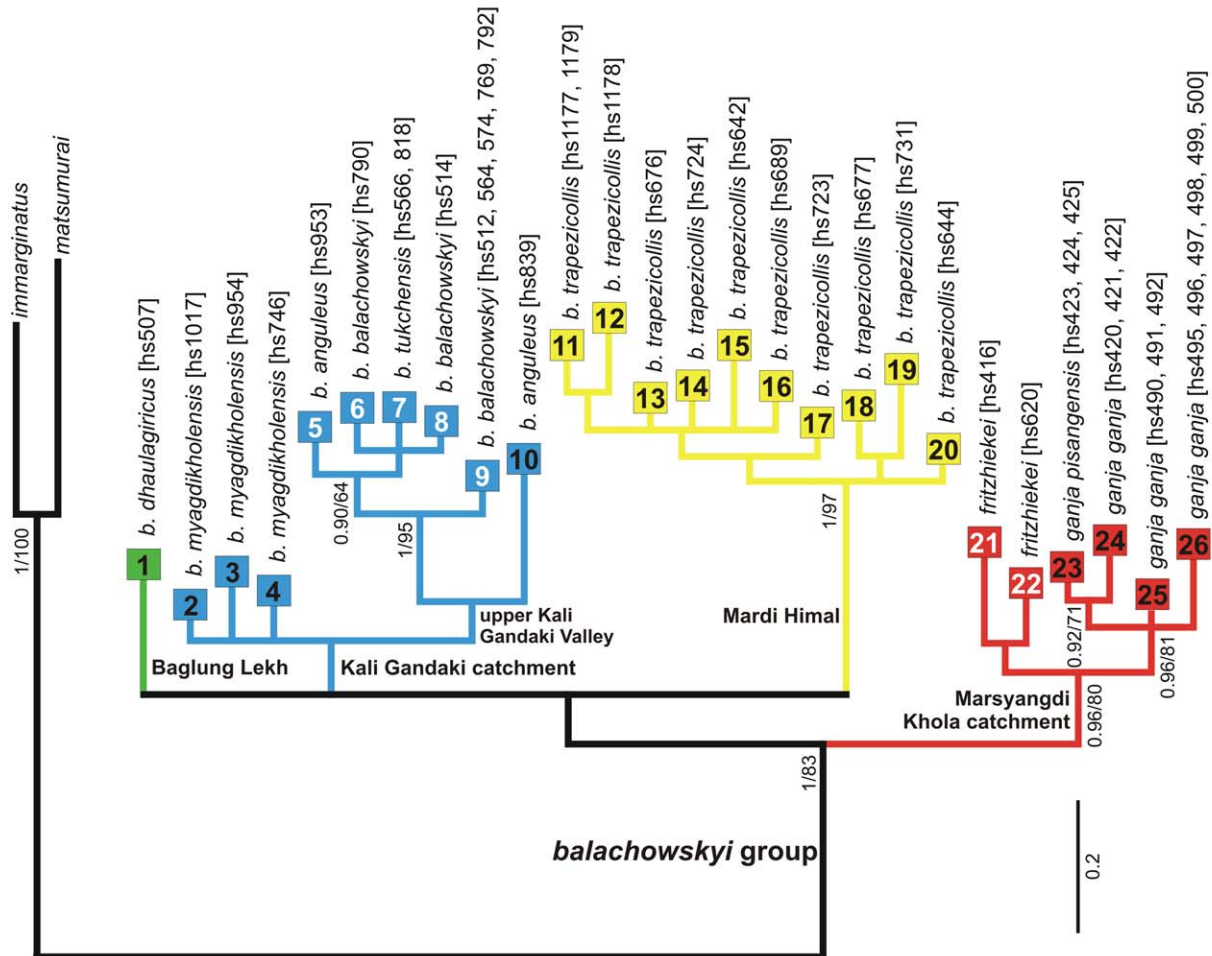 immarginatus
matsumurai
b. dhaulagiricus [hs507]
b. myagdikholensis [hs1017]
b. myagdikholensis [hs954]
b. myagdikholensis [hs746]
b. anguleus [hs953]
b. balachowskyi [hs790]
b. tukchensis [hs566, 818]
b. balachowskyi [hs514]
b. balachowskyi [hs512, 564, 574, 769, 792]
b. anguleus [hs839]
b. trapezicollis [hs1177, 1179]
b. trapezicollis [hs1178]
b. trapezicollis [hs676]
b. trapezicollis [hs724]
b. trapezicollis [hs642]
b. trapezicollis [hs689]
b. trapezicollis [hs723]
b. trapezicollis [hs677]
b. trapezicollis [hs731]
b. trapezicollis [hs644]
fritzhiekei [hs416]
fritzhiekei [hs620]
ganja pisangensis [hs423, 424, 425]
ganja ganja [hs420, 421, 422]
ganja ganja [hs490, 491, 492]
ganja ganja [hs495, 496, 497, 498, 499, 500]
1
2
3
4
5
6
7
8
9
10
11
12
13
14
15
16
17
18
19
20
21
22
23
24
25
26
1/100
0.90/64
1/95
1/97
0.92/71
0.96/81
0.96/80
1/83
upper Kali
Gandaki Valley
Baglung Lekh
Kali Gandaki catchment
Mardi Himal
Marsyangdi
Khola catchment
balachowskyi group
0.2